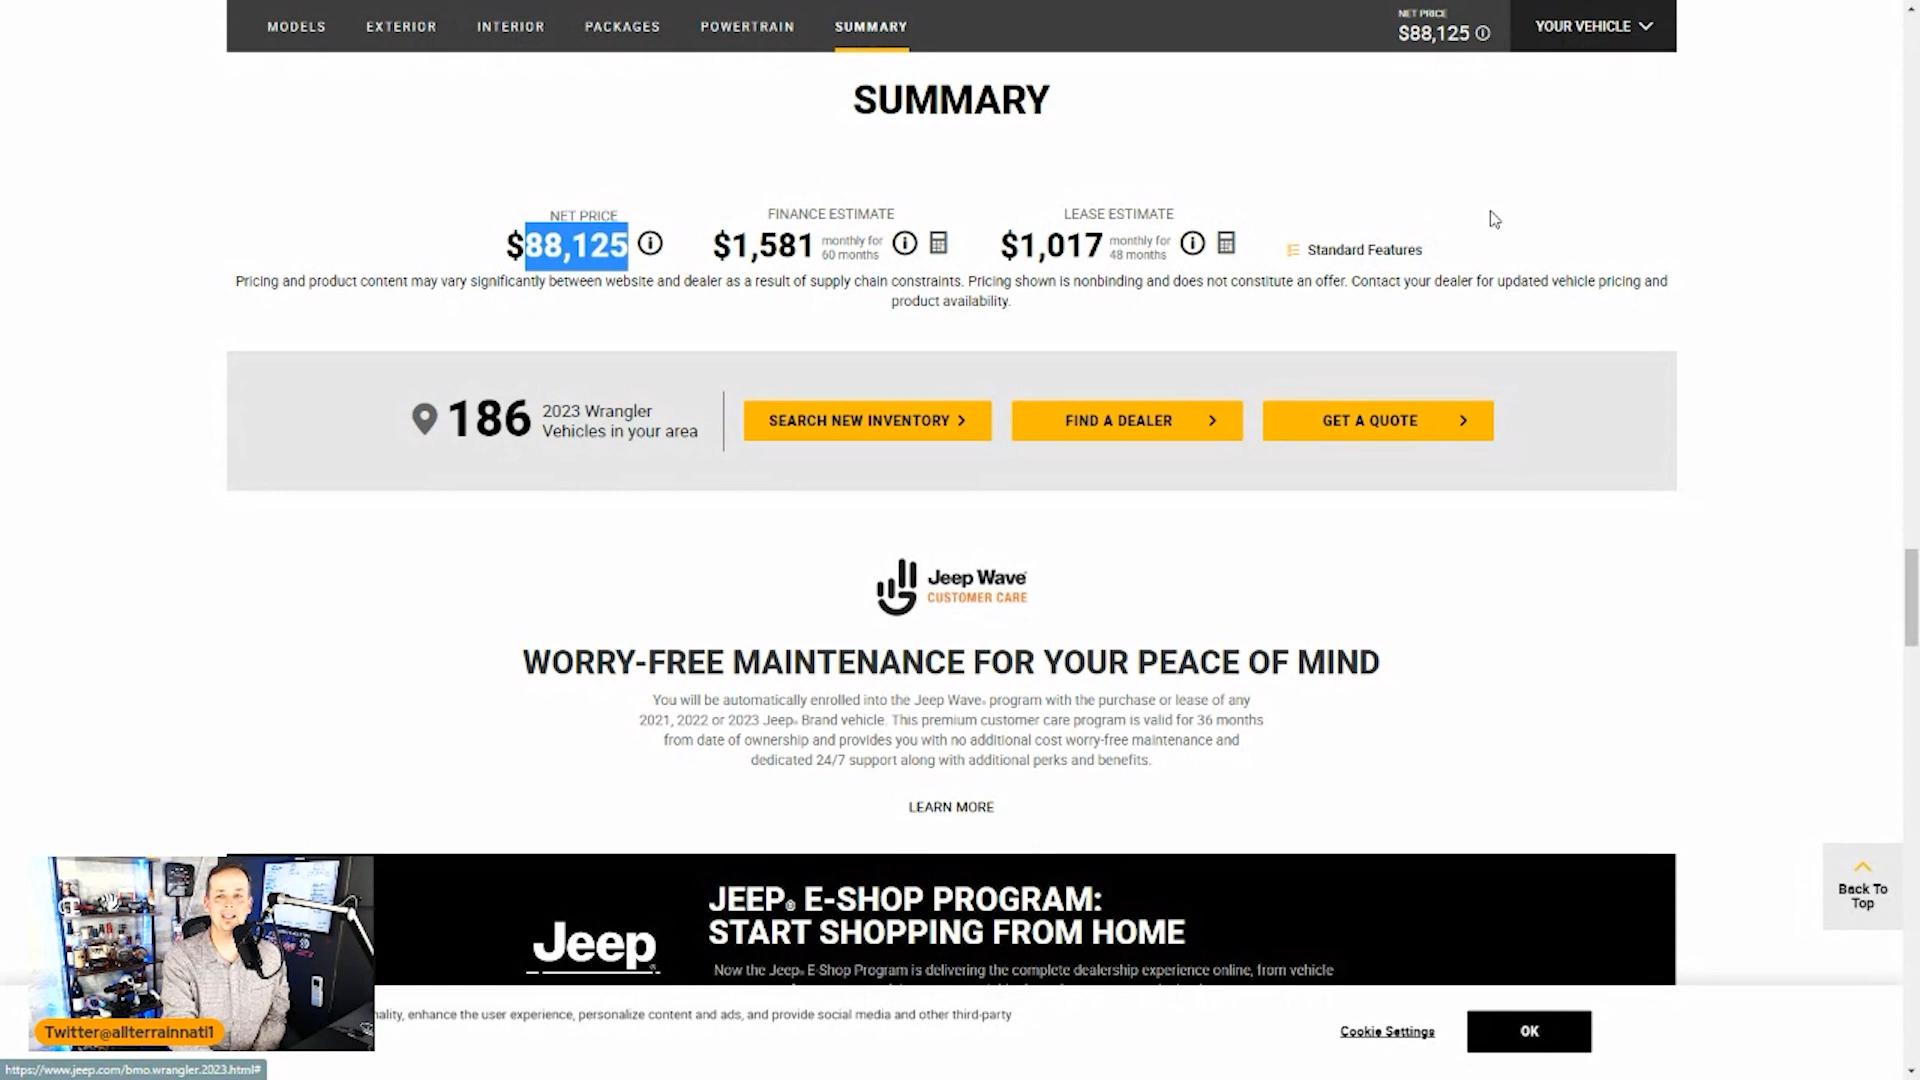 MODELS EXTERIOR INTERIOR PACKAGES POWERTRAIN SUMMARY
NET PRICE
$88,125
YOUR VEHICLE
SUMMARY
NET PRICE
$88,125
FINANCE ESTIMATE
$1,581 monthly for
60 months
LEASE ESTIMATE
$1,017 monthly for
48 months
Standard Features
Pricing and product content may vary significantly between website and dealer as a result of supply chain constraints. Pricing shown is nonbinding and does not constitute an offer. Contact your dealer for updated vehicle pricing and
product availability.
186 2023 Wrangler
Vehicles in your area
SEARCH NEW INVENTORY >
FIND A DEALER >
GET A QUOTE >
Jeep Wave
CUSTOMER CARE
WORRY-FREE MAINTENANCE FOR YOUR PEACE OF MIND
You will be automatically enrolled into the Jeep Wave® program with the purchase or lease of any
2021, 2022 or 2023 Jeep® Brand vehicle. This premium customer care program is valid for 36 months
from date of ownership and provides you with no additional cost worry-free maintenance and
dedicated 24/7 support along with additional perks and benefits.
LEARN MORE
Back To
Top
Jeep
JEEP® E-SHOP PROGRAM:
START SHOPPING FROM HOME
Now the Jeep® E-Shop Program is delivering the complete dealership experience online, from vehicle
nality, enhance the user experience, personalize content and ads, and provide social media and other third-party
Cookie Settings
OK
Twitter@allterrainnati1
https://www.jeep.com/bmo.wrangler.2023.html#